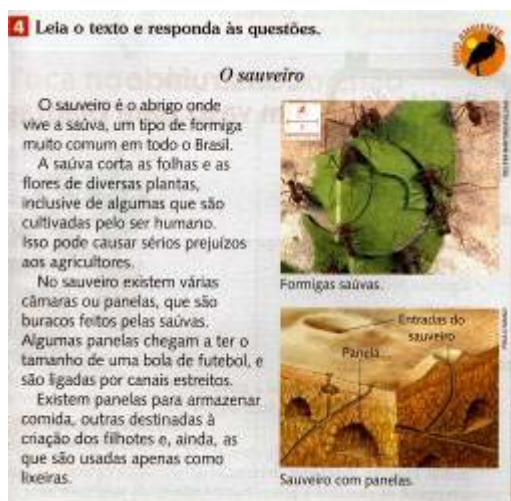 4 Leia o texto e responda às questões.
MEIO AMBIENTE
O sauveiro
O sauveiro é o abrigo onde
vive a saúva, um tipo de formiga
muito comum em todo o Brasil.
A saúva corta as folhas e as
flores de diversas plantas,
inclusive de algumas que são
cultivadas pelo ser humano.
Isso pode causar sérios prejuízos
aos agricultores.
No sauveiro existem várias
câmaras ou panelas, que são
buracos feitos pelas saúvas.
Algumas panelas chegam a ter o
tamanho de uma bola de futebol, e
são ligadas por canais estreitos.
Existem panelas para armazenar
comida, outras destinadas à
criação dos filhotes e, ainda, as
que são usadas apenas como
lixeiras.
Formigas saúvas.
Entradas do
sauveiro
Panela
Sauveiro com panelas.